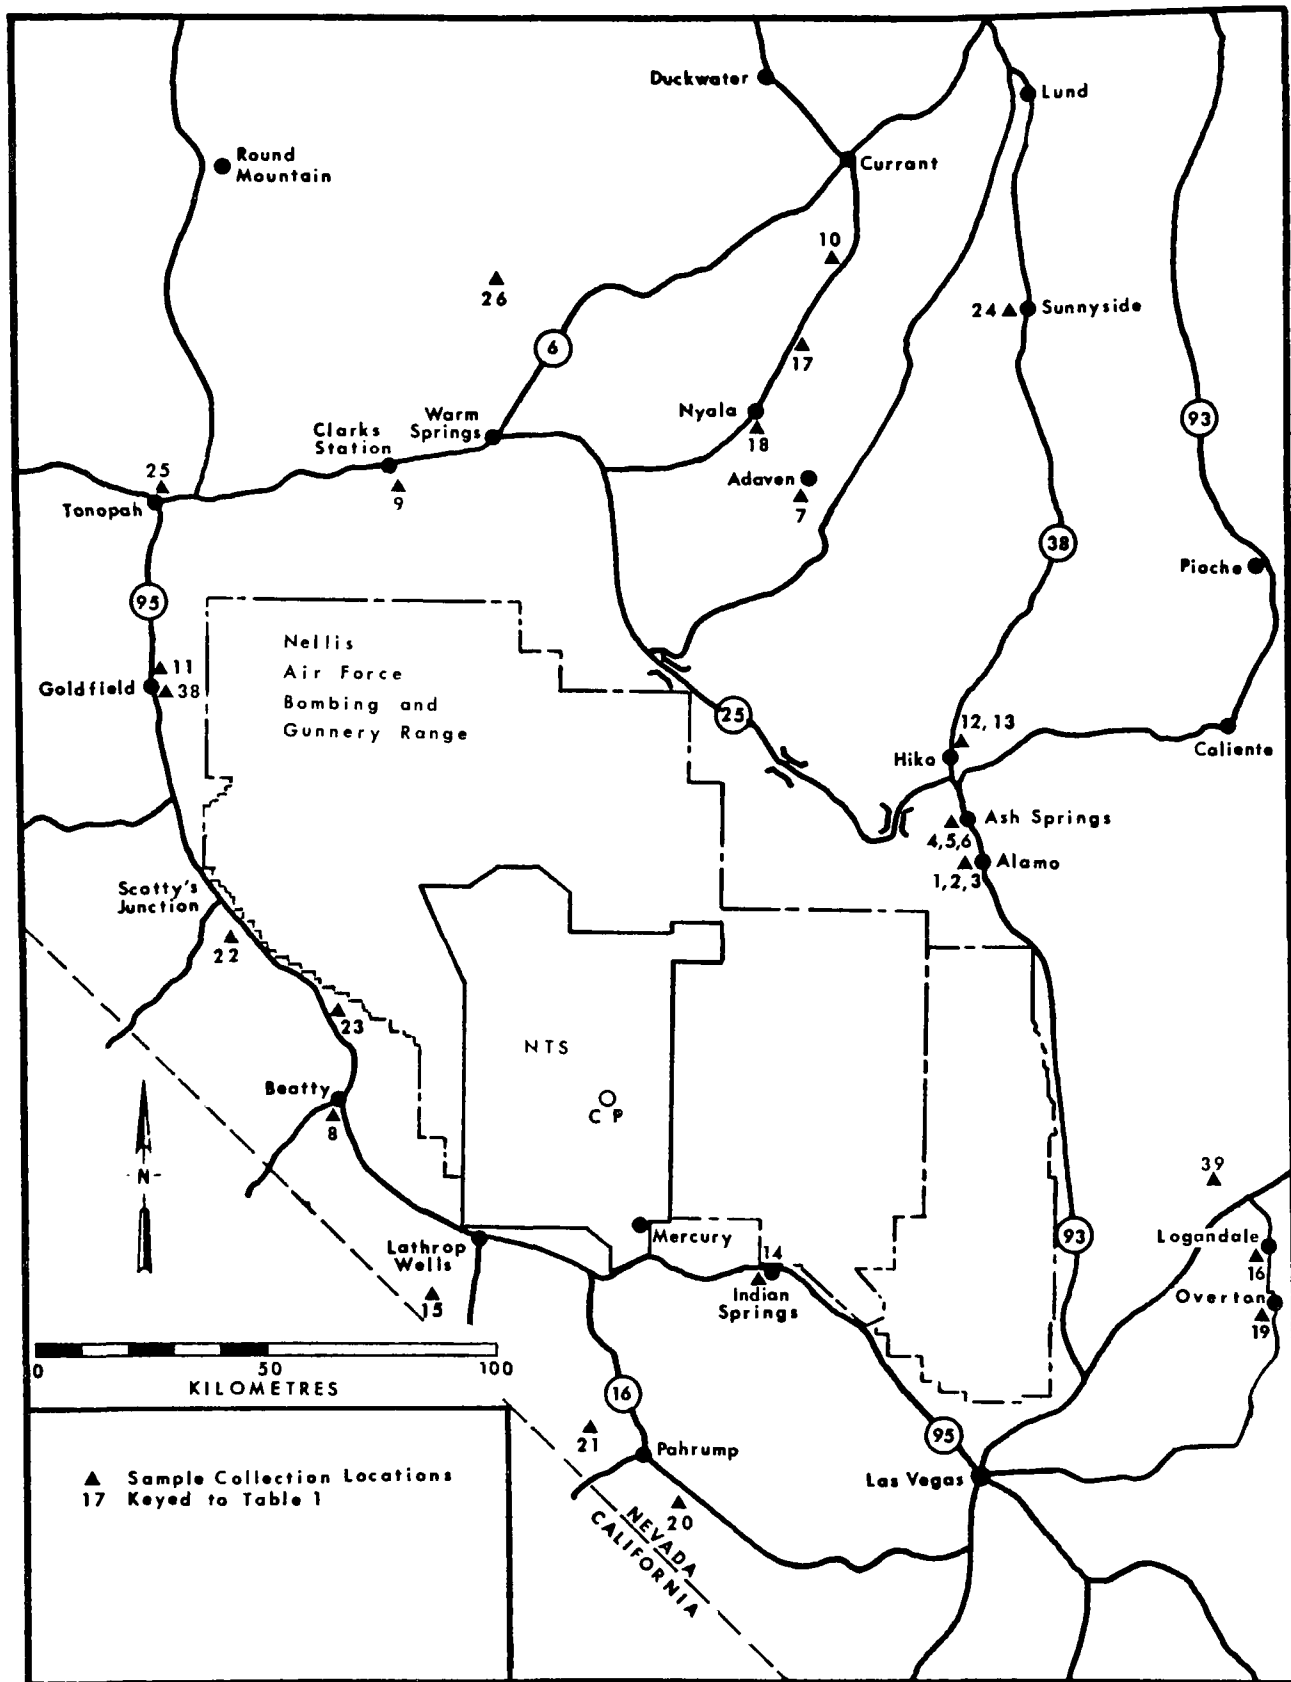 Duckwater
Lund
Round
Mountain
Currant
10
26
24
Sunnyside
6
17
Warm
Springs
Nyala
18
93
Clarks
Station
9
Adaven
7
25
Tonopah
38
Pioche
95
Nellis
Air Force
Bombing and
Gunnery Range
11
Goldfield
38
25
12, 13
Hiko
Caliente
Ash Springs
4,5,6
Alamo
1,2,3
Scotty's
Junction
22
23
NTS
CP
Beatty
8
N
39
Mercury
93
Logandale
16
Lathrop
Wells
15
14
Indian
Springs
Overton
19
0 50 100
KILOMETRES
16
21
Pahrump
95
Las Vegas
20
NEVADA
CALIFORNIA
Sample Collection Locations
17 Keyed to Table 1